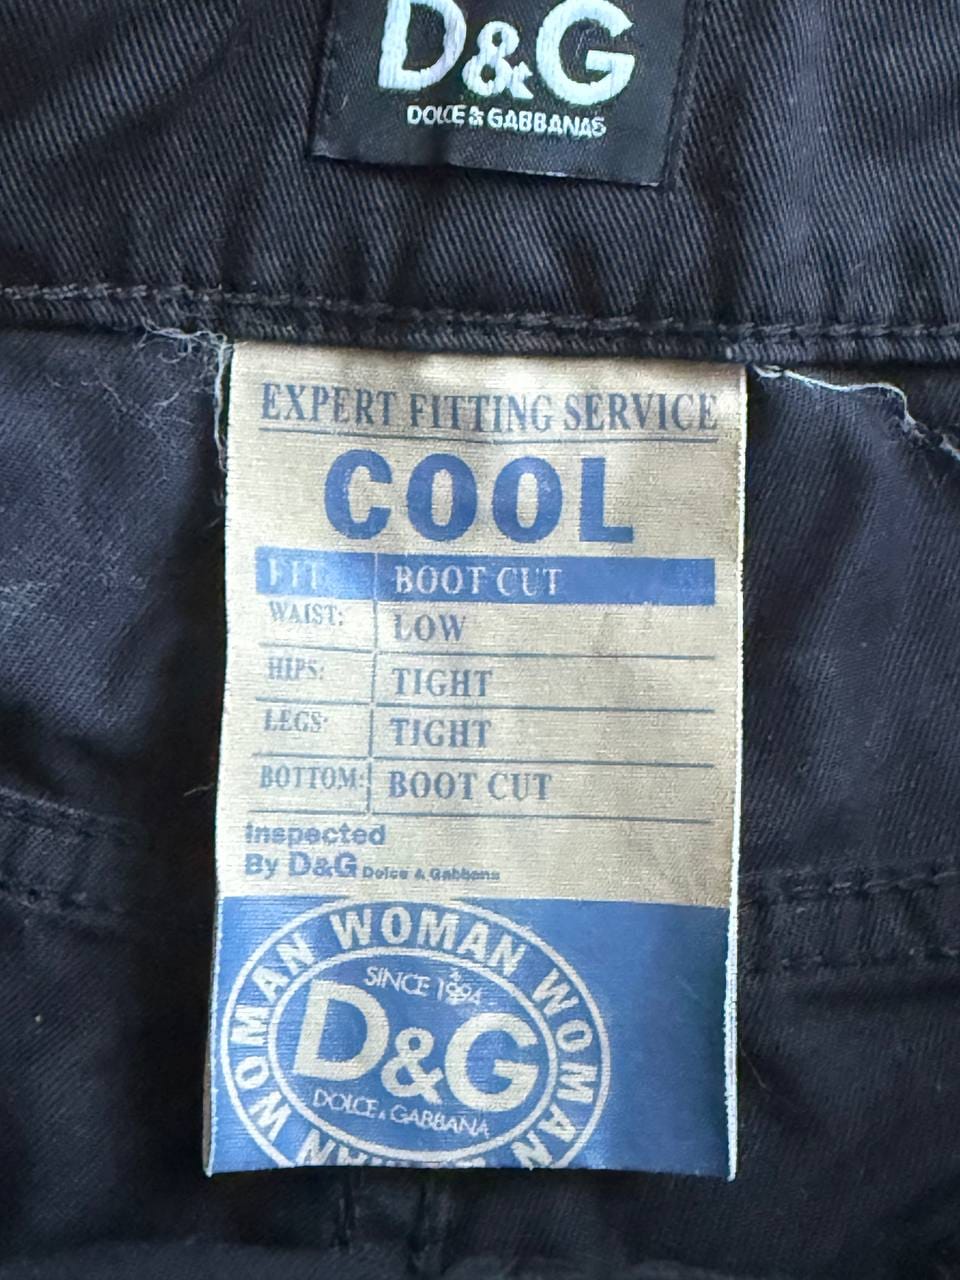 D&G
DOLCE & GABBANAS
EXPERT FITTING SERVICE
COOL
FIT: BOOT CUT
WAIST: LOW
HIPS: TIGHT
LEGS: TIGHT
BOTTOM: BOOT CUT
Inspected
By D&G Dolce & Gabbana
WOMAN WOMAN WOMAN WOMAN
SINCE 1994
D&G
DOLCE & GABBANA